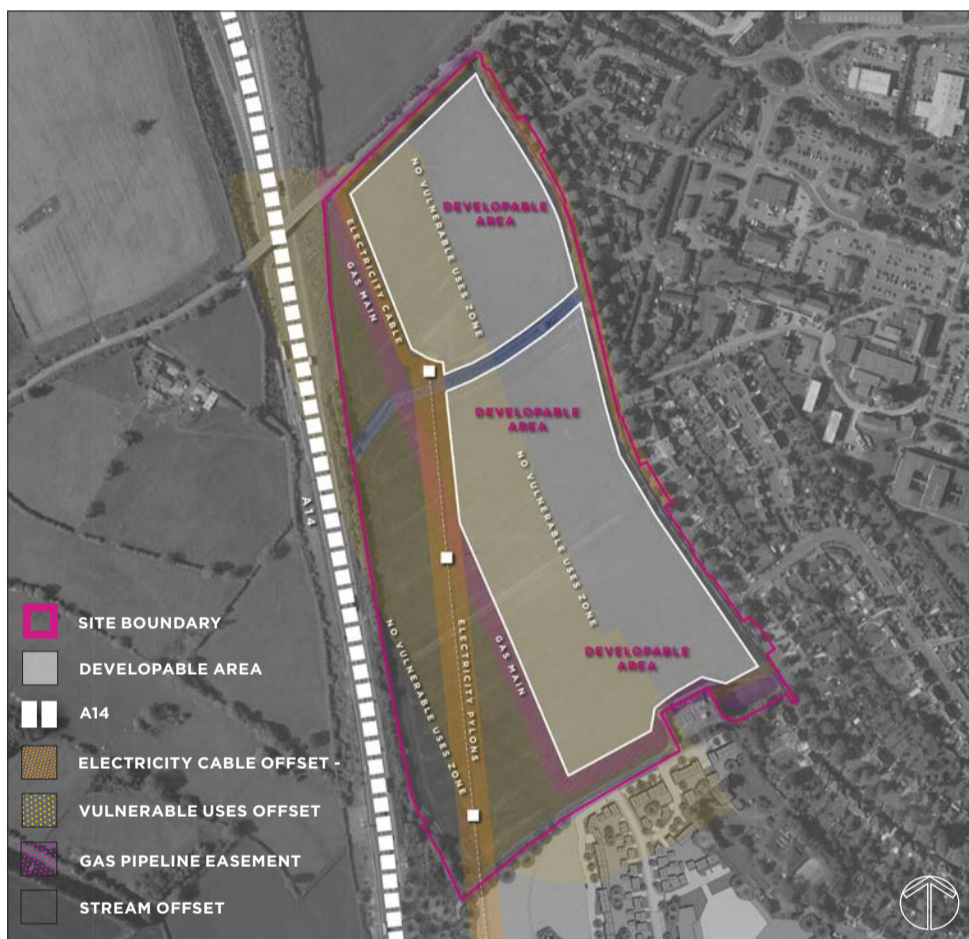 NO VULNERABLE USES ZONE
DEVELOPABLE
AREA
ELECTRICITY CABLE
GAS MAIN
DEVELOPABLE
AREA
NO VULNERABLE USES ZONE
A14
NO VULNERABLE USES ZONE
ELECTRICITY PYLONS
GAS MAIN
DEVELOPABLE
AREA
SITE BOUNDARY
DEVELOPABLE AREA
A14
ELECTRICITY CABLE OFFSET -
VULNERABLE USES OFFSET
GAS PIPELINE EASEMENT
STREAM OFFSET